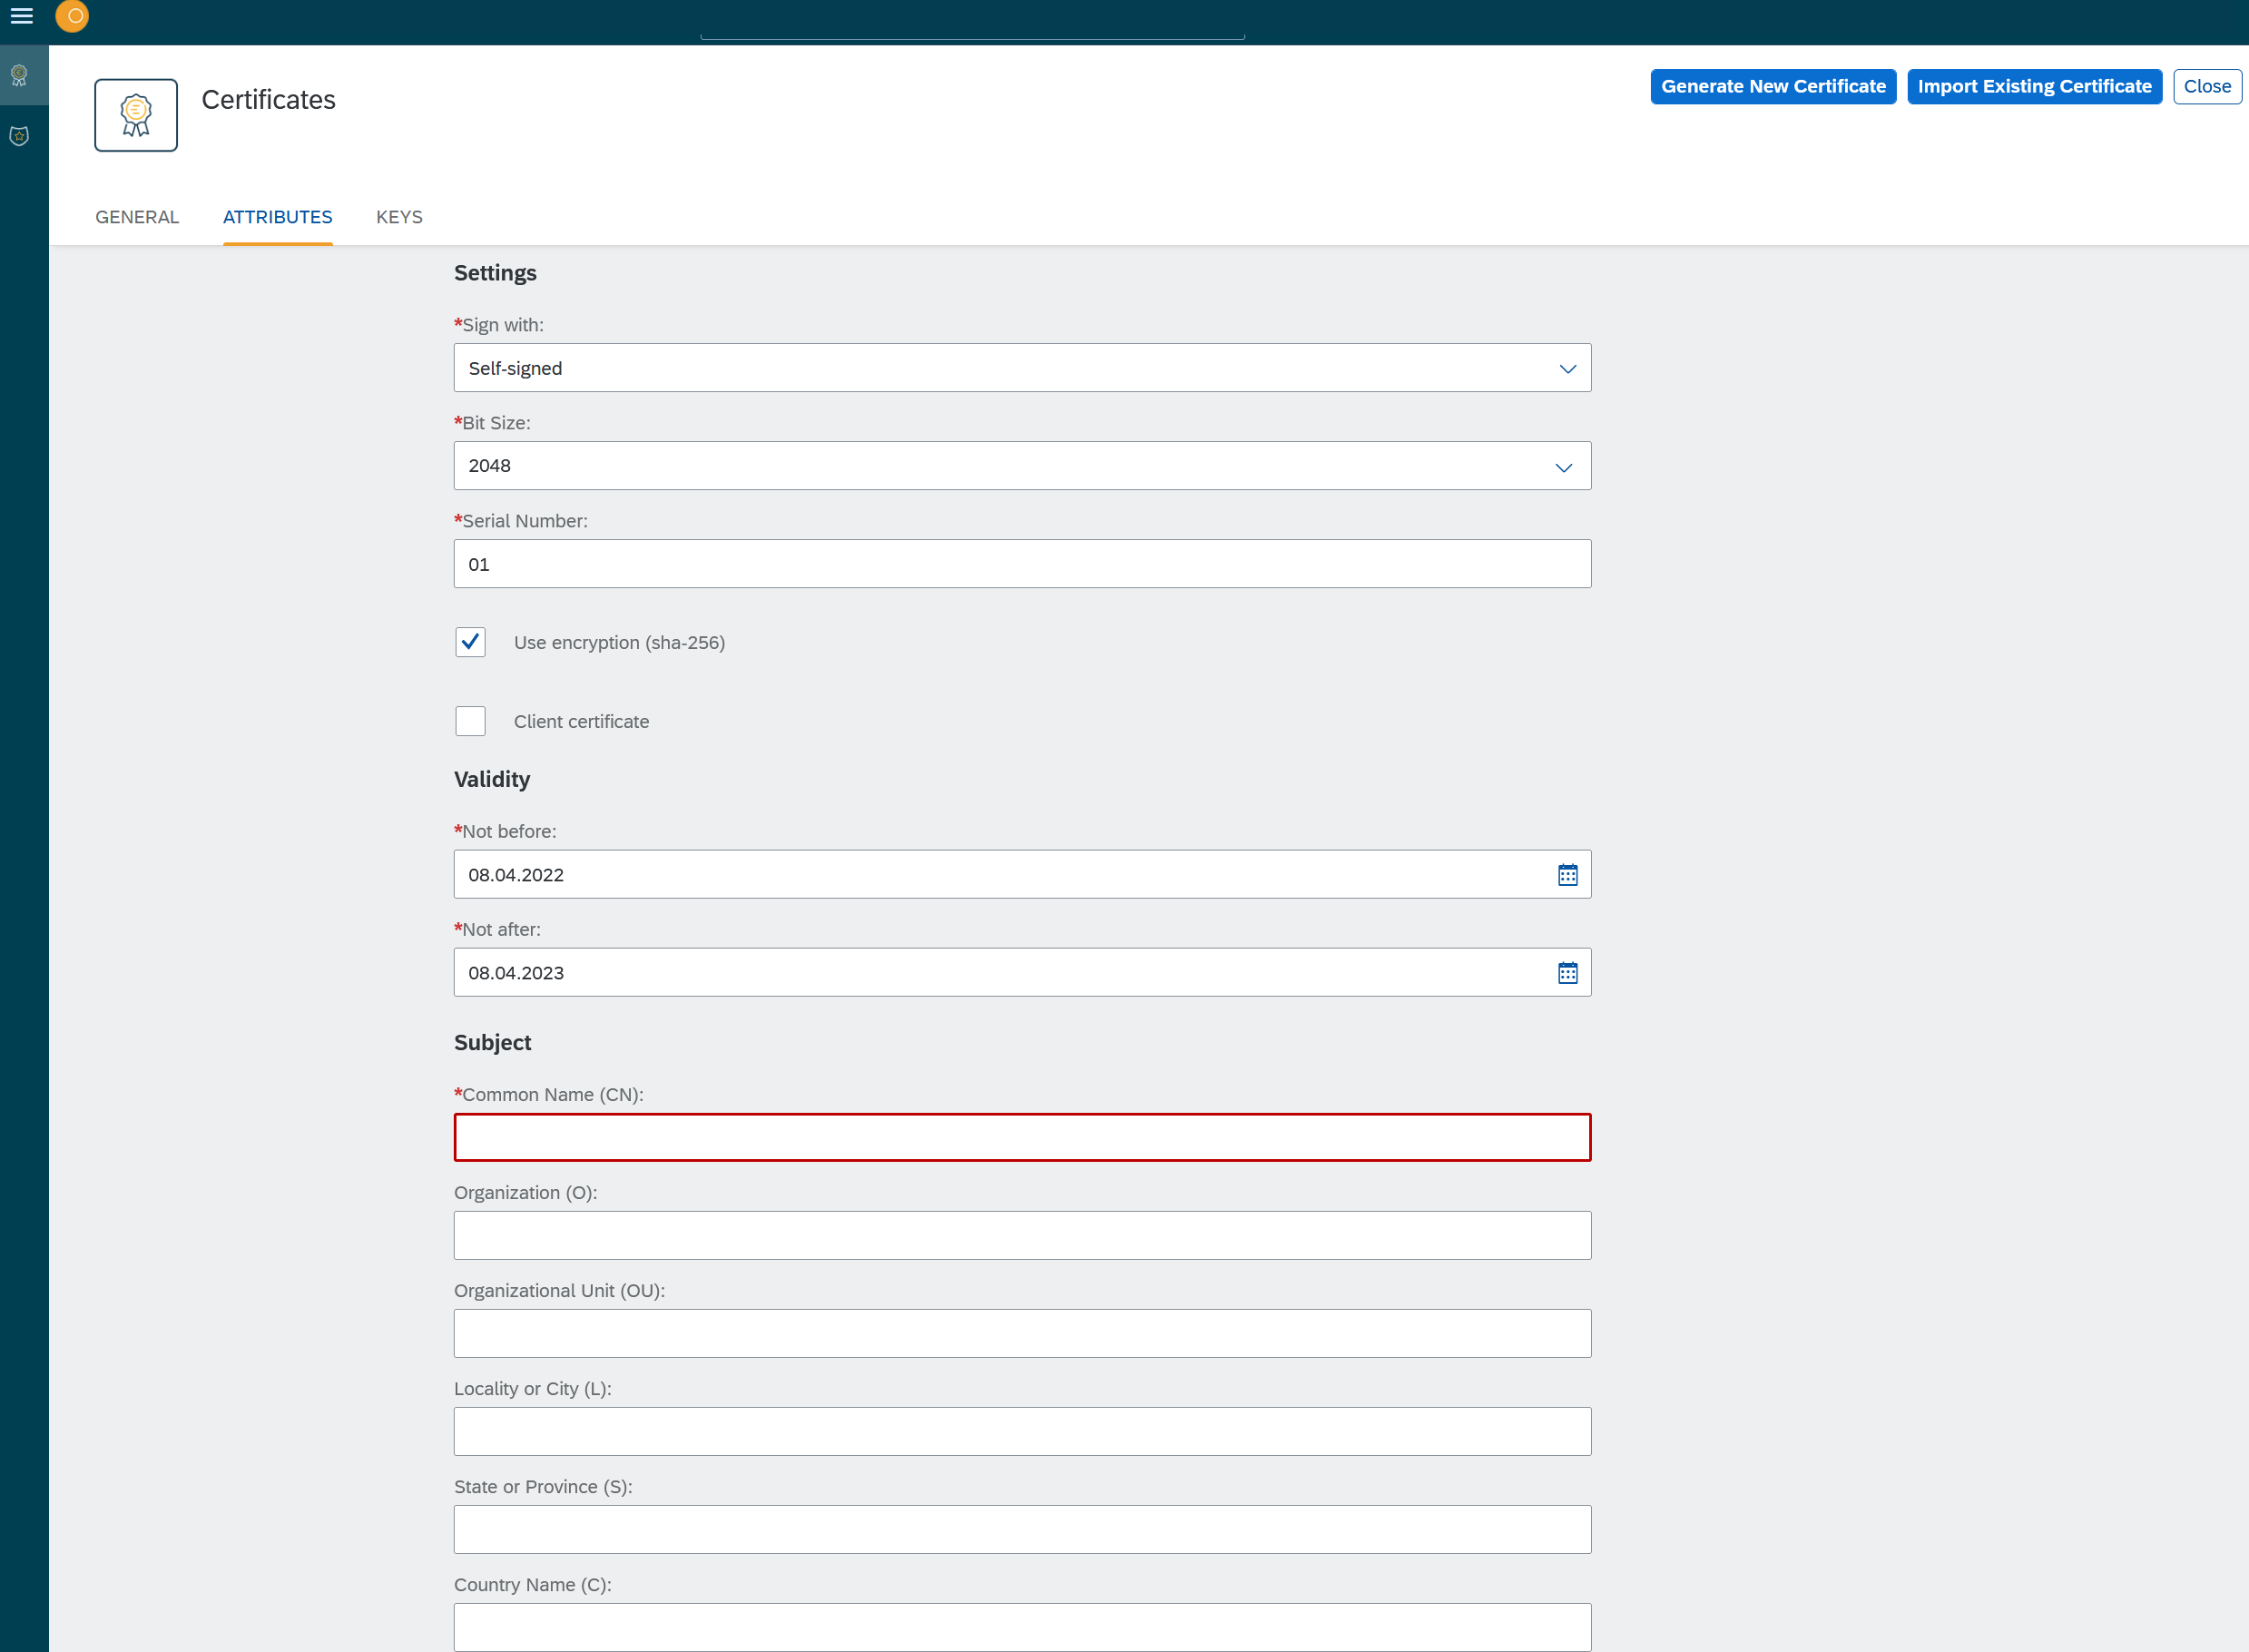 Certificates
Generate New Certificate
Import Existing Certificate
Close
GENERAL
ATTRIBUTES
KEYS
Settings
*Sign with:
Self-signed
*Bit Size:
2048
*Serial Number:
01
Use encryption (sha-256)
Client certificate
Validity
*Not before:
08.04.2022
*Not after:
08.04.2023
Subject
*Common Name (CN):
Organization (O):
Organizational Unit (OU):
Locality or City (L):
State or Province (S):
Country Name (C):